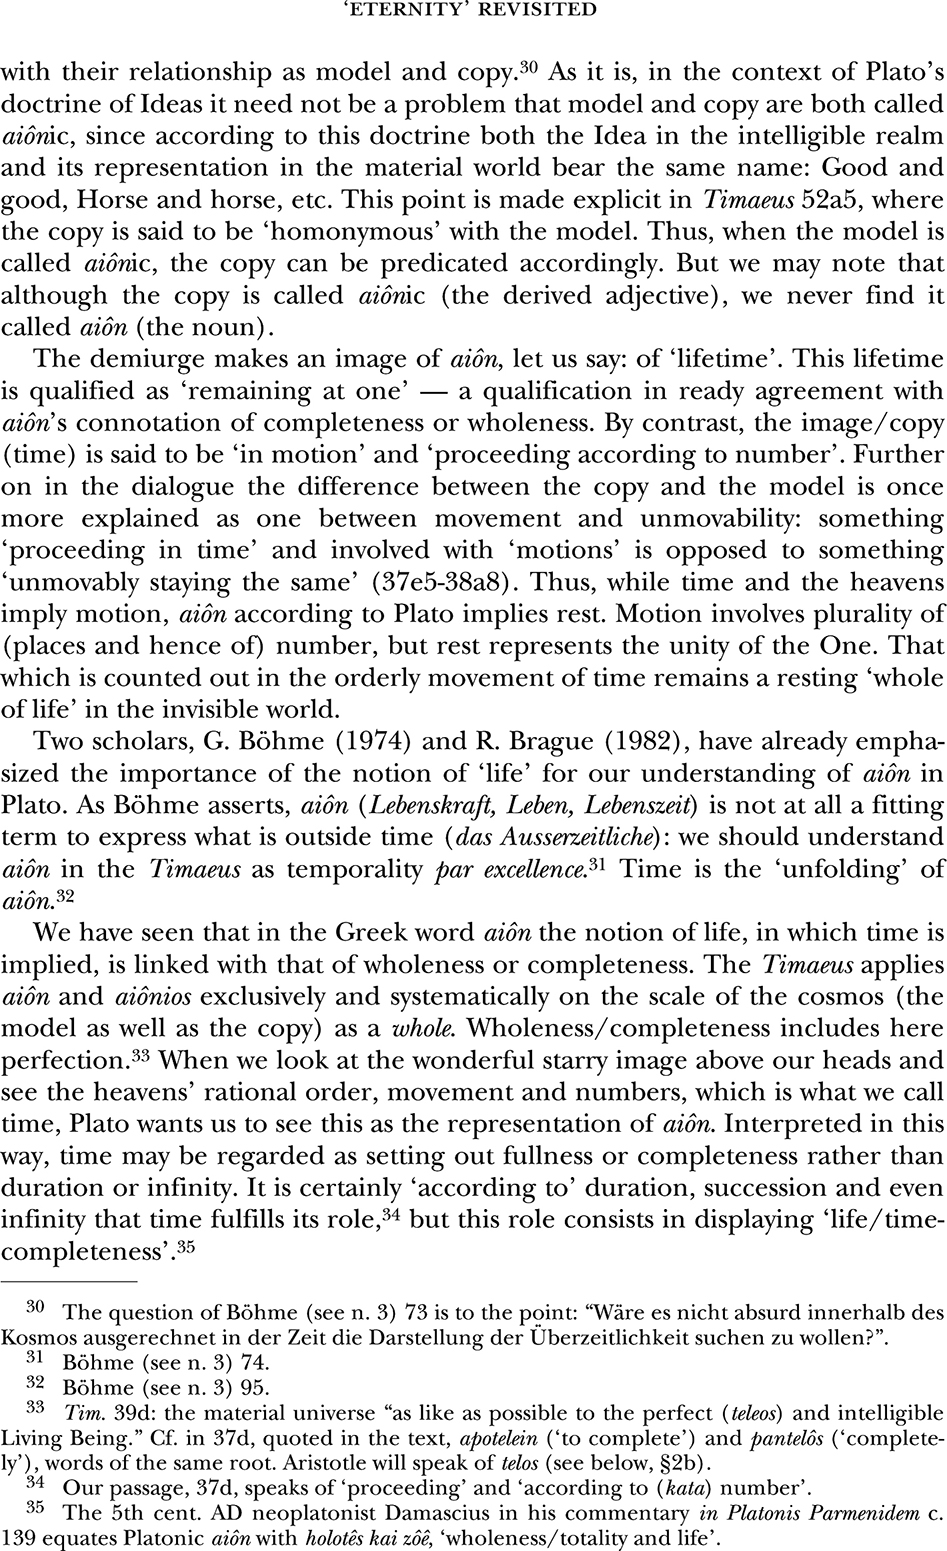 ‘ETERNITY’ REVISITED
with their relationship as model and copy.30 As it is, in the context of Plato’s
doctrine of Ideas it need not be a problem that model and copy are both called
aiônic, since according to this doctrine both the Idea in the intelligible realm
and its representation in the material world bear the same name: Good and
good, Horse and horse, etc. This point is made explicit in Timaeus 52a5, where
the copy is said to be ‘homonymous’ with the model. Thus, when the model is
called aiônic, the copy can be predicated accordingly. But we may note that
although the copy is called aiônic (the derived adjective), we never find it
called aiôn (the noun).
The demiurge makes an image of aiôn, let us say: of ‘lifetime’. This lifetime
is qualified as ‘remaining at one’ — a qualification in ready agreement with
aiôn’s connotation of completeness or wholeness. By contrast, the image/copy
(time) is said to be ‘in motion’ and ‘proceeding according to number’. Further
on in the dialogue the difference between the copy and the model is once
more explained as one between movement and unmovability: something
‘proceeding in time’ and involved with ‘motions’ is opposed to something
‘unmovably staying the same’ (37e5-38a8). Thus, while time and the heavens
imply motion, aiôn according to Plato implies rest. Motion involves plurality of
(places and hence of) number, but rest represents the unity of the One. That
which is counted out in the orderly movement of time remains a resting ‘whole
of life’ in the invisible world.
Two scholars, G. Böhme (1974) and R. Brague (1982), have already empha-
sized the importance of the notion of ‘life’ for our understanding of aiôn in
Plato. As Böhme asserts, aiôn (Lebenskraft, Leben, Lebenszeit) is not at all a fitting
term to express what is outside time (das Ausserzeitliche): we should understand
aiôn in the Timaeus as temporality par excellence.31 Time is the ‘unfolding’ of
aiôn.32
We have seen that in the Greek word aiôn the notion of life, in which time is
implied, is linked with that of wholeness or completeness. The Timaeus applies
aiôn and aiônios exclusively and systematically on the scale of the cosmos (the
model as well as the copy) as a whole. Wholeness/completeness includes here
perfection.33 When we look at the wonderful starry image above our heads and
see the heavens’ rational order, movement and numbers, which is what we call
time, Plato wants us to see this as the representation of aiôn. Interpreted in this
way, time may be regarded as setting out fullness or completeness rather than
duration or infinity. It is certainly ‘according to’ duration, succession and even
infinity that time fulfills its role,34 but this role consists in displaying ‘life/time-
completeness’.35
30 The question of Böhme (see n. 3) 73 is to the point: “Wäre es nicht absurd innerhalb des
Kosmos ausgerechnet in der Zeit die Darstellung der Überzeitlichkeit suchen zu wollen?”.
31 Böhme (see n. 3) 74.
32 Böhme (see n. 3) 95.
33 Tim. 39d: the material universe “as like as possible to the perfect (teleos) and intelligible
Living Being.” Cf. in 37d, quoted in the text, apotelein (‘to complete’) and pantelôs (‘complete-
ly’), words of the same root. Aristotle will speak of telos (see below, §2b).
34 Our passage, 37d, speaks of ‘proceeding’ and ‘according to (kata) number’.
35 The 5th cent. AD neoplatonist Damascius in his commentary in Platonis Parmenidem c.
139 equates Platonic aiôn with holotês kai zôê, ‘wholeness/totality and life’.